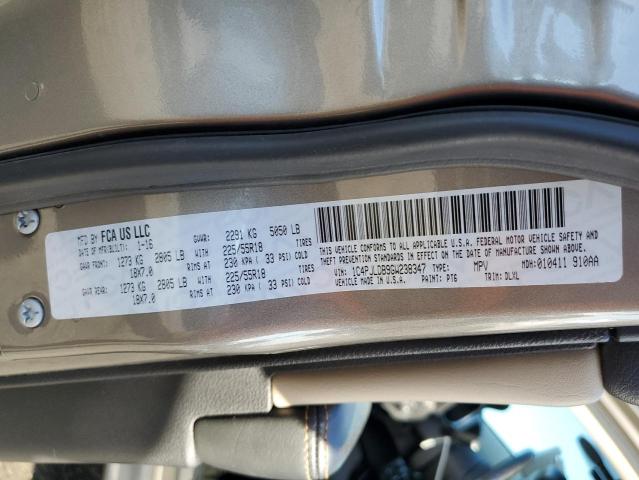 MFD BY FCA US LLC
DATE OF MFR(BLILT): 1-16
GVWR: 2291 KG 5050 LB
GAWR FRONT: 1273 KG 2805 LB WITH 225/55R18 TIRES
18X7.0 RIMS AT 230 KPA ( 33 PSI) COLD
GAWR REAR: 1273 KG 2805 LB WITH 225/55R18 TIRES
18X7.0 RIMS AT 230 KPA ( 33 PSI) COLD
THIS VEHICLE CONFORMS TO ALL APPLICABLE U.S.A. FEDERAL MOTOR VEHICLE SAFETY,
THEFT PREVENTION STANDARDS IN EFFECT ON THE DATE OF MANUFACTURE SHOWN ABOVE.
VIN: 1C4PJLDB9GW238347 TYPE: MPV MDH: 010411 910AA
VEHICLE MADE IN U.S.A. PAINT: PT6 TRIM: DLXL